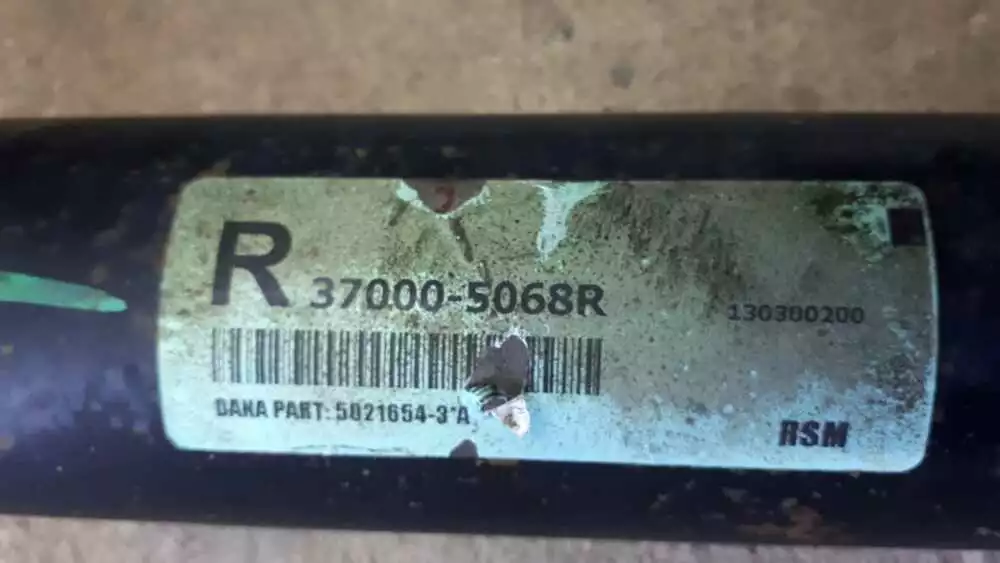 R 37000-5068R
130300200
DANA PART: 5021654-3*A
RSM